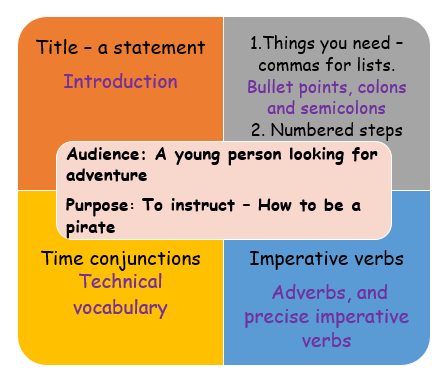 Title – a statement
Introduction
1.Things you need –
commas for lists.
Bullet points, colons
and semicolons
2. Numbered steps
Audience: A young person looking for
adventure
Purpose: To instruct – How to be a
pirate
Time conjunctions
Technical
vocabulary
Imperative verbs
Adverbs, and
precise imperative
verbs